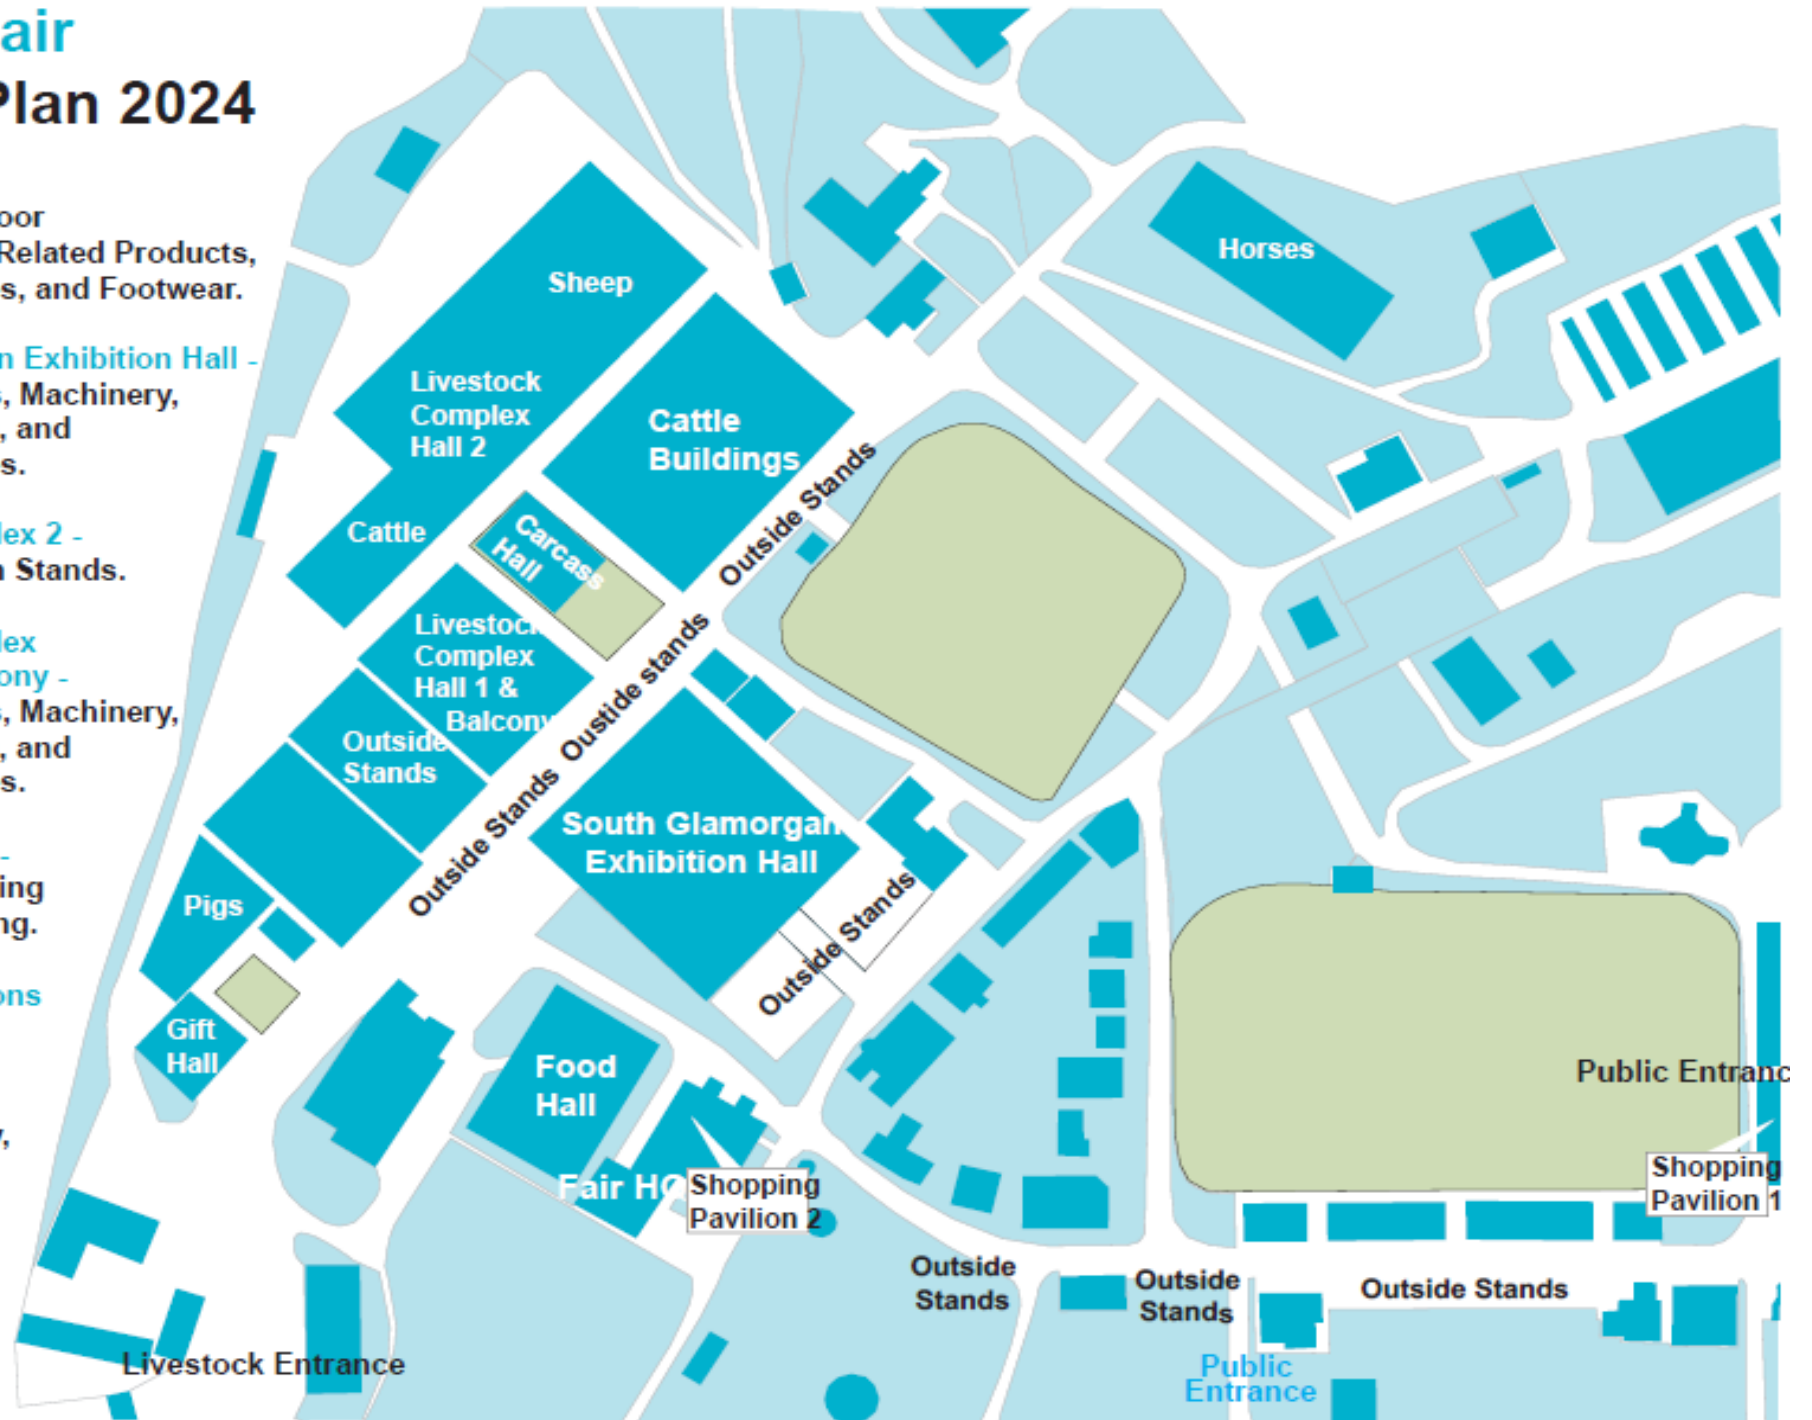 air
Plan 2024
oor
Related Products,
s, and Footwear.
n Exhibition Hall -
s, Machinery,
, and
s.
lex 2 -
n Stands.
lex
ony -
s, Machinery,
, and
s.
-
ing
ng.
ons
,
Sheep
Livestock
Complex
Hall 2
Cattle
Buildings
Horses
Cattle
Carcass
Hall
Outside Stands
Livestock
Complex
Hall 1 &
Balcony
Oustide stands
Outside
Stands
Outside Stands
South Glamorgan
Exhibition Hall
Pigs
Outside Stands
Gift
Hall
Food
Hall
Public Entranc
Fair HQ
Shopping
Pavilion 2
Shopping
Pavilion 1
Outside
Stands
Outside
Stands
Outside Stands
Livestock Entrance
Public
Entrance